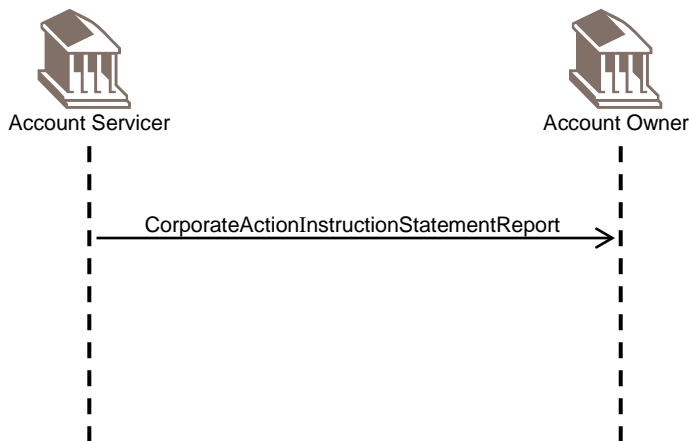 Account Servicer
Account Owner
CorporateActionInstructionStatementReport